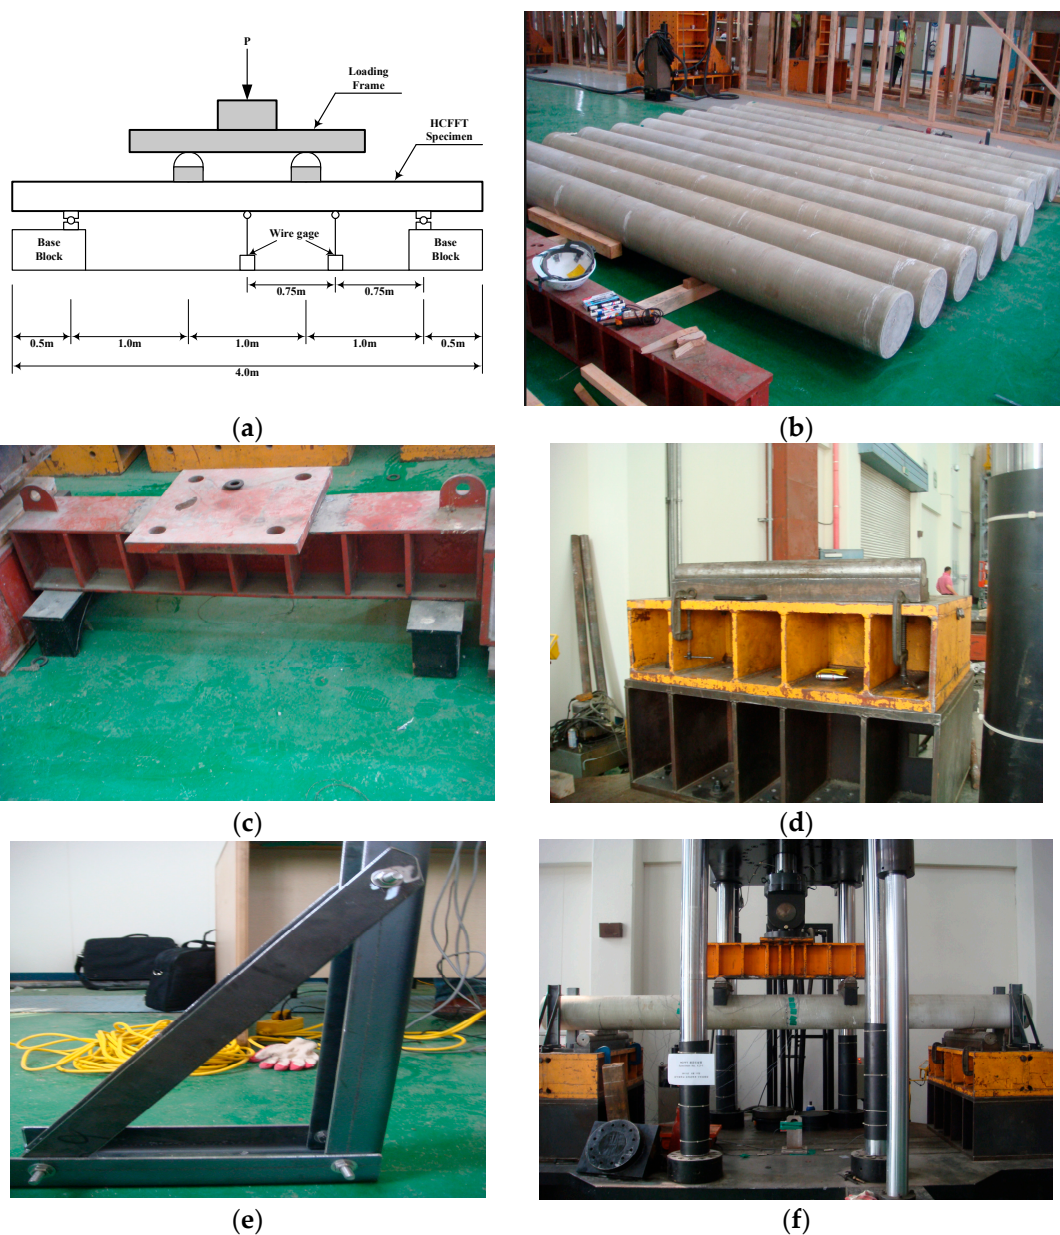 P
Loading
Frame
HCFFT
Specimen
Base
Block
Wire gage
Base
Block
0.75m
0.75m
0.5m
1.0m
1.0m
1.0m
0.5m
4.0m
(a)
(b)
(c)
(d)
(e)
(f)